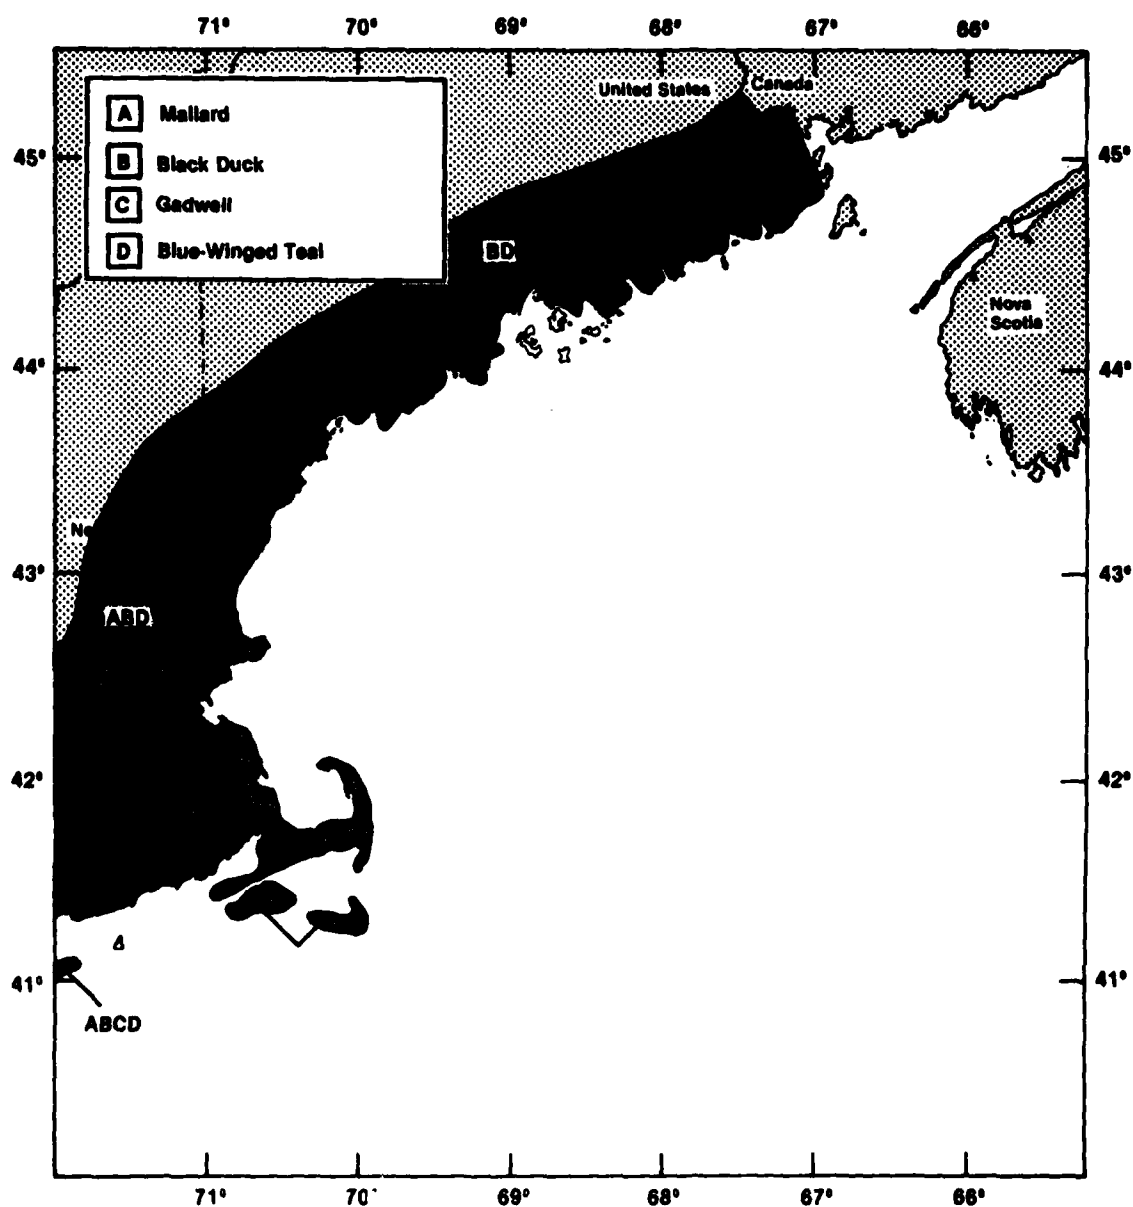 71° 70° 69° 68° 67° 66°
United States Canada
A Mallard
B Black Duck
C Gadwell
D Blue-Winged Teal
45° 45°
BD
Nova
Scotia
44° 44°
43° 43°
ABD
42° 42°
41° 41°
ABCD
71° 70° 69° 68° 67° 66°